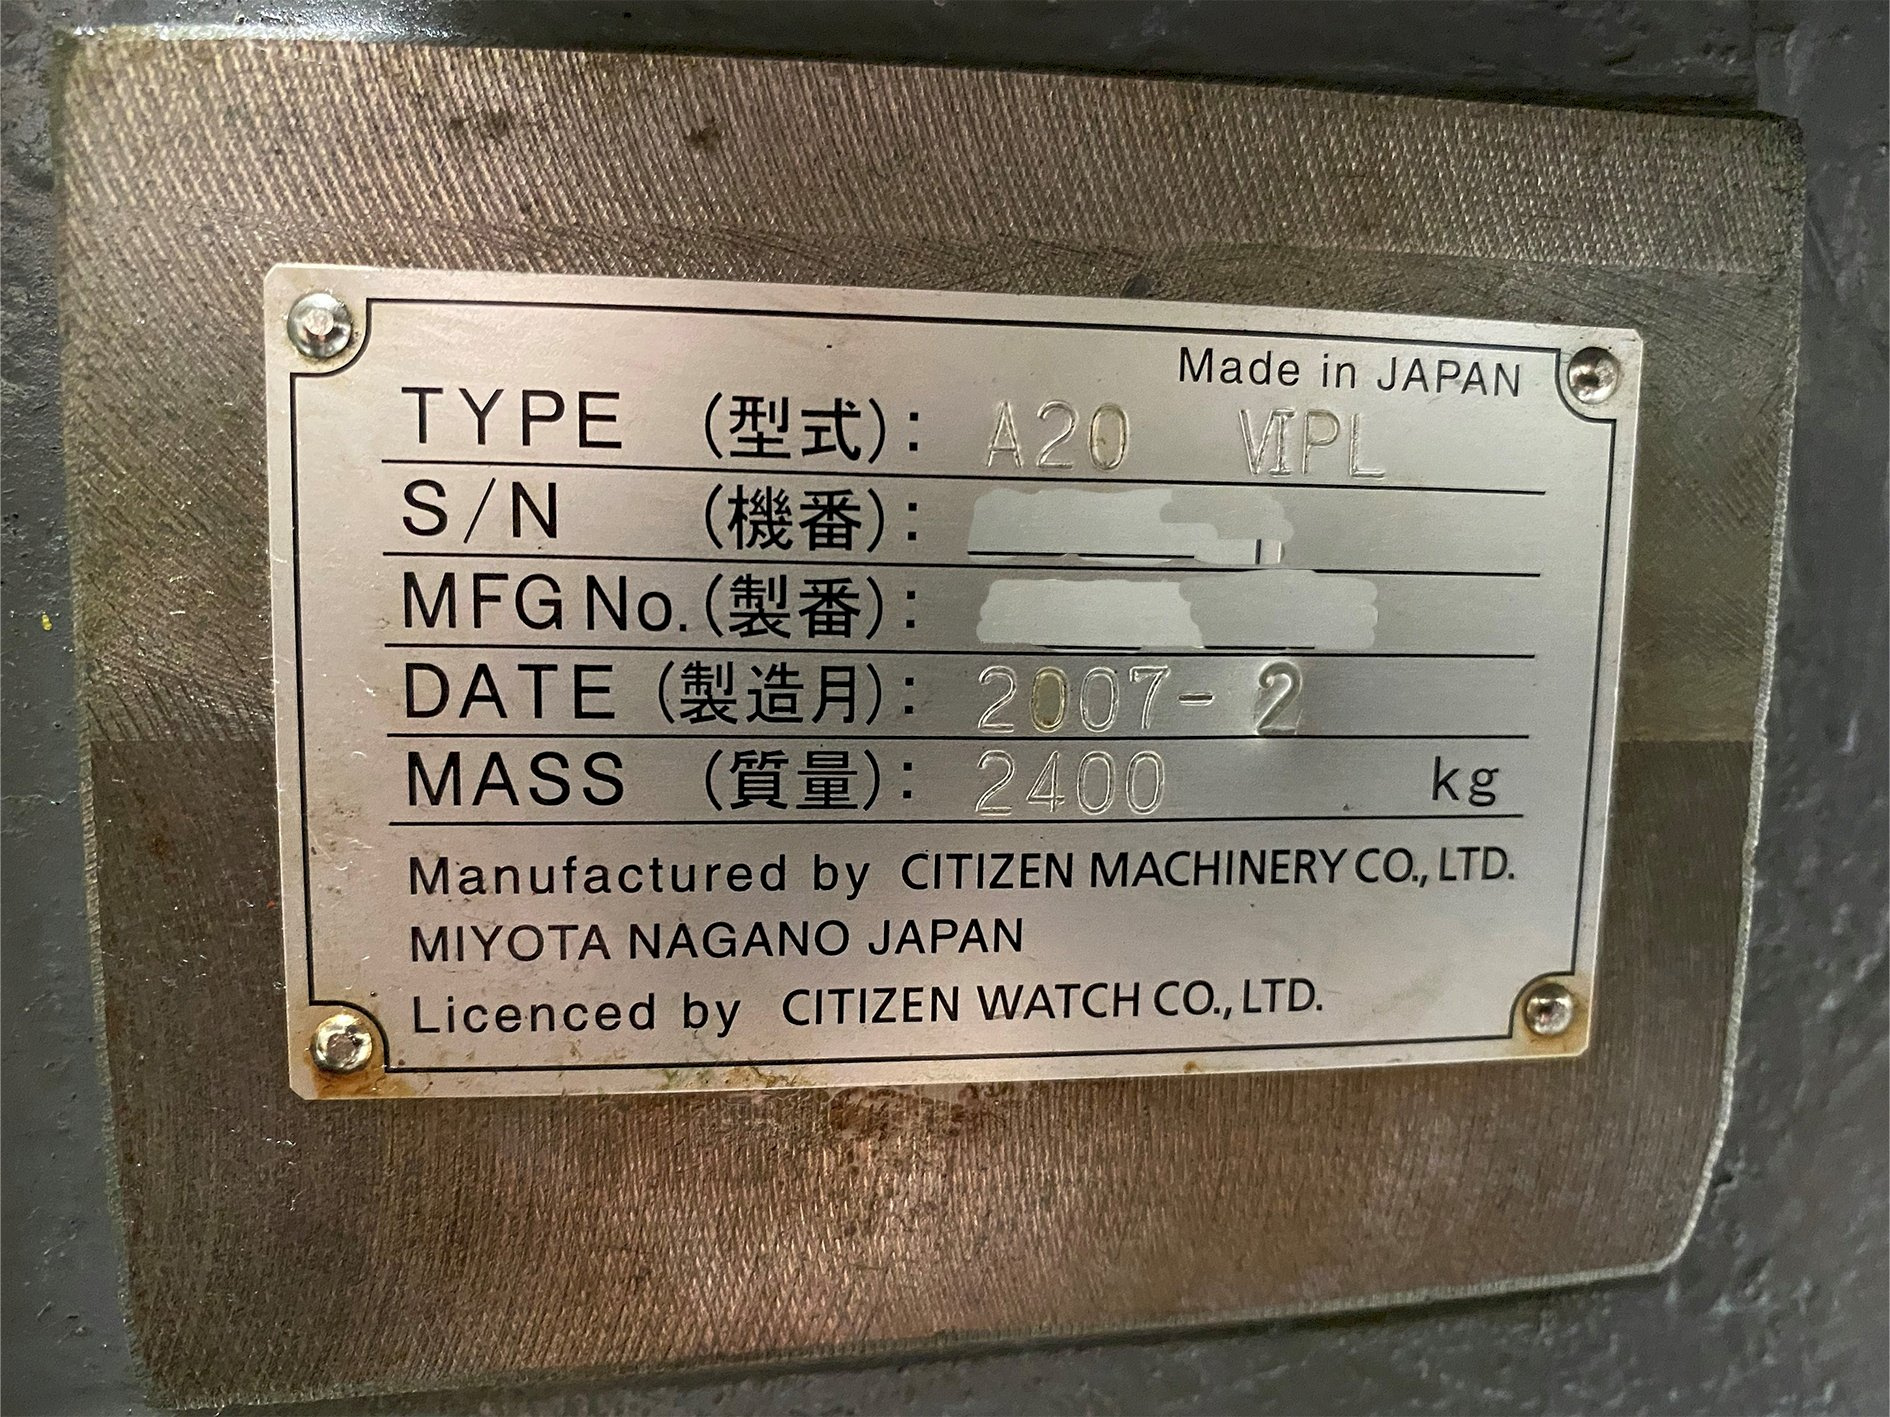 Made in JAPAN
TYPE (型式): A20 ⅥPL
S/N (機番):
MFG No. (製番):
DATE (製造月): 2007- 2
MASS (質量): 2400 kg
Manufactured by CITIZEN MACHINERY CO., LTD.
MIYOTA NAGANO JAPAN
Licenced by CITIZEN WATCH CO., LTD.